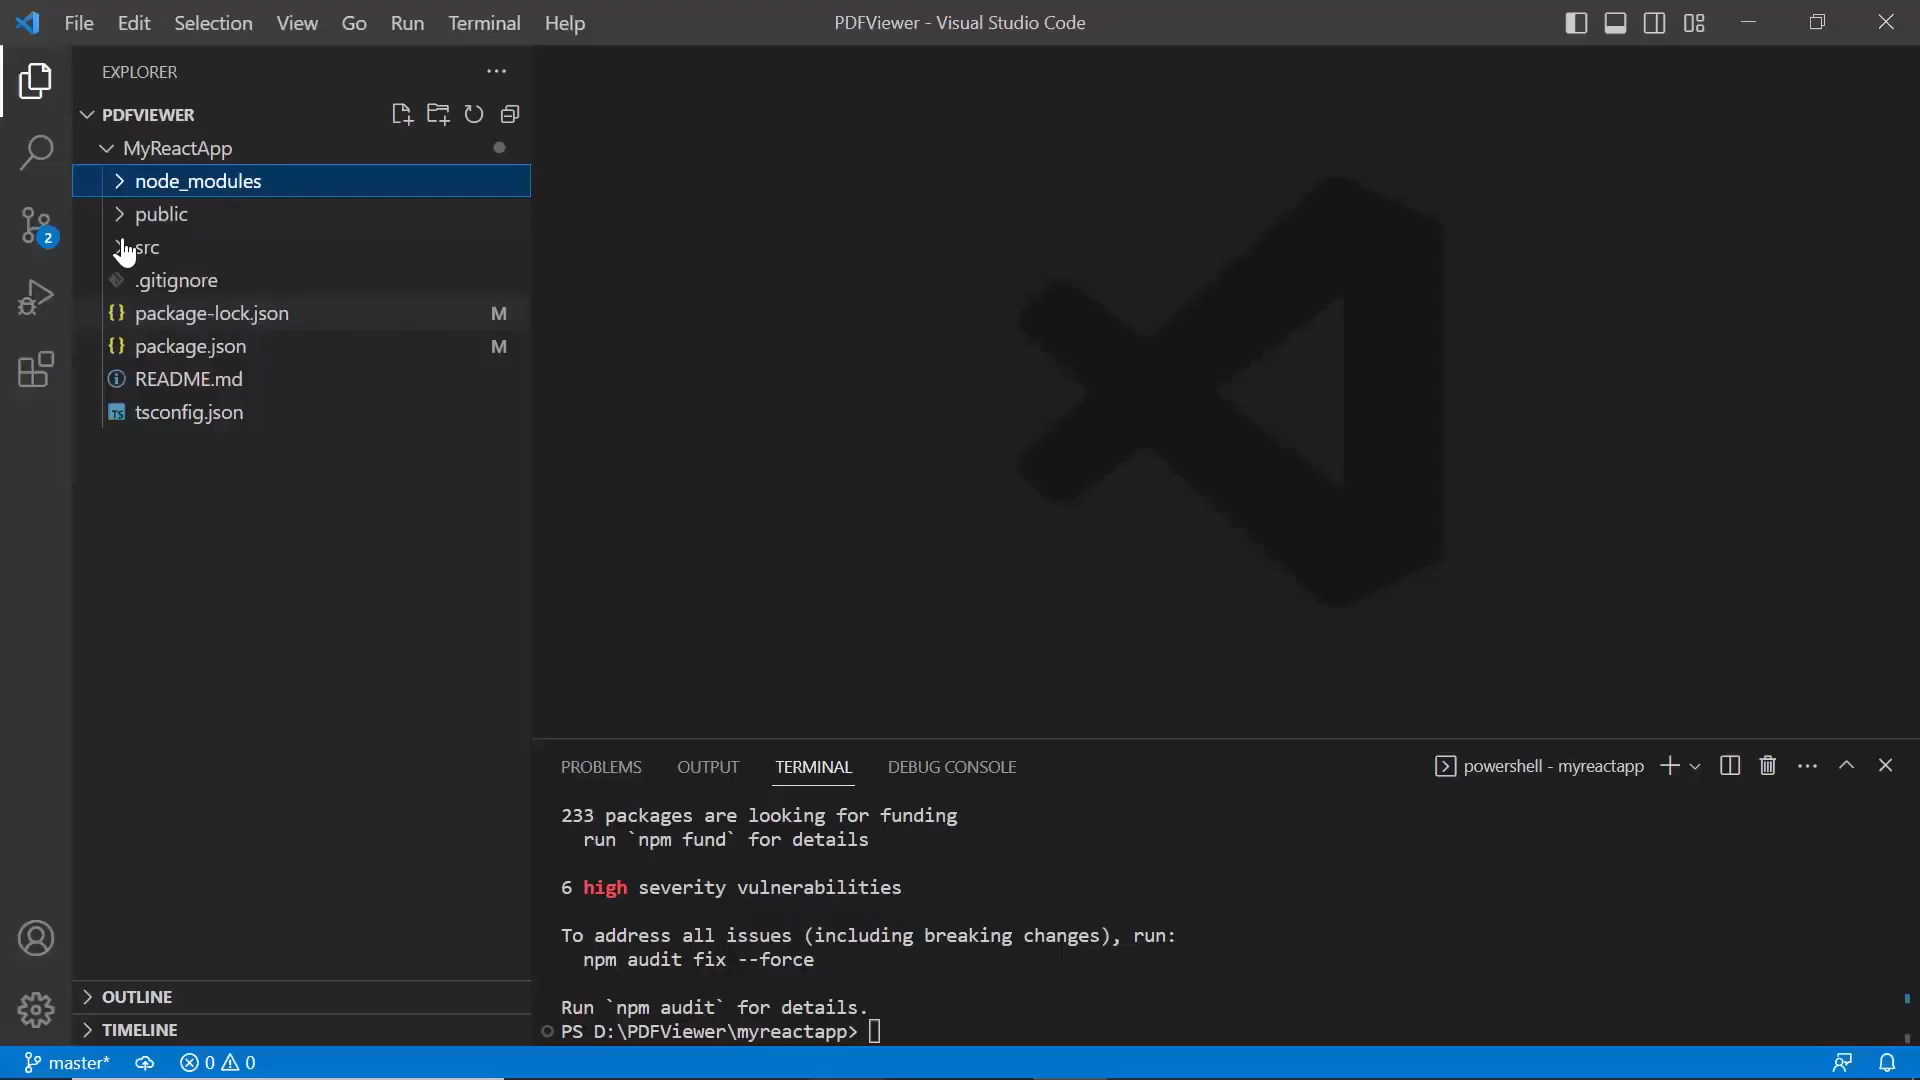 File Edit Selection View Go Run Terminal Help
PDFViewer - Visual Studio Code
EXPLORER
PDFVIEWER
MyReactApp
node_modules
public
src
.gitignore
package-lock.json M
package.json M
README.md
TS tsconfig.json
2
OUTLINE
TIMELINE
PROBLEMS OUTPUT TERMINAL DEBUG CONSOLE
powershell - myreactapp
233 packages are looking for funding
run `npm fund` for details
6 high severity vulnerabilities
To address all issues (including breaking changes), run:
npm audit fix --force
Run `npm audit` for details.
PS D:\PDFViewer\myreactapp>
master* 0 0